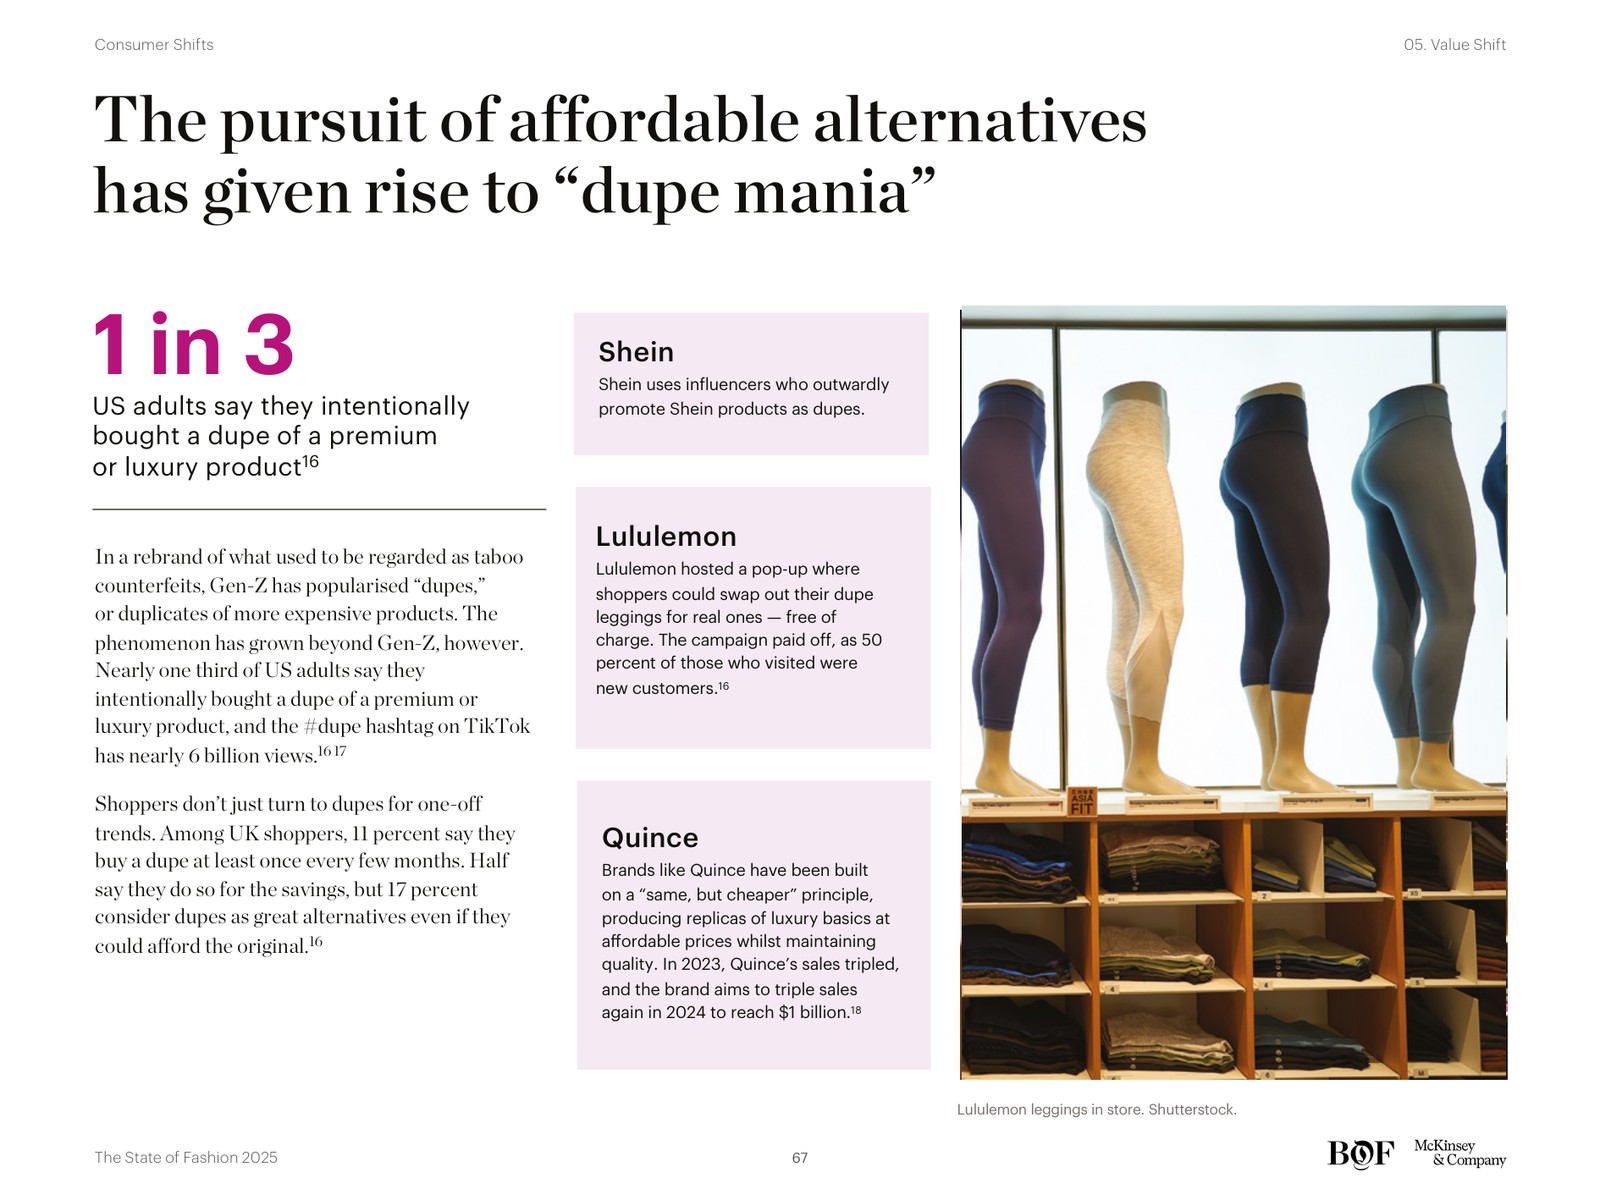 Consumer Shifts
05. Value Shift
The pursuit of affordable alternatives
has given rise to “dupe mania”
1 in 3
US adults say they intentionally
bought a dupe of a premium
or luxury product16
In a rebrand of what used to be regarded as taboo
counterfeits, Gen-Z has popularised “dupes,”
or duplicates of more expensive products. The
phenomenon has grown beyond Gen-Z, however.
Nearly one third of US adults say they
intentionally bought a dupe of a premium or
luxury product, and the #dupe hashtag on TikTok
has nearly 6 billion views.16 17
Shoppers don’t just turn to dupes for one-off
trends. Among UK shoppers, 11 percent say they
buy a dupe at least once every few months. Half
say they do so for the savings, but 17 percent
consider dupes as great alternatives even if they
could afford the original.16
Shein
Shein uses influencers who outwardly
promote Shein products as dupes.
Lululemon
Lululemon hosted a pop-up where
shoppers could swap out their dupe
leggings for real ones — free of
charge. The campaign paid off, as 50
percent of those who visited were
new customers.16
Quince
Brands like Quince have been built
on a “same, but cheaper” principle,
producing replicas of luxury basics at
affordable prices whilst maintaining
quality. In 2023, Quince’s sales tripled,
and the brand aims to triple sales
again in 2024 to reach $1 billion.18
ASIA
FIT
2
XS
4
4
S
6
M
Lululemon leggings in store. Shutterstock.
The State of Fashion 2025
67
BOF
McKinsey
& Company